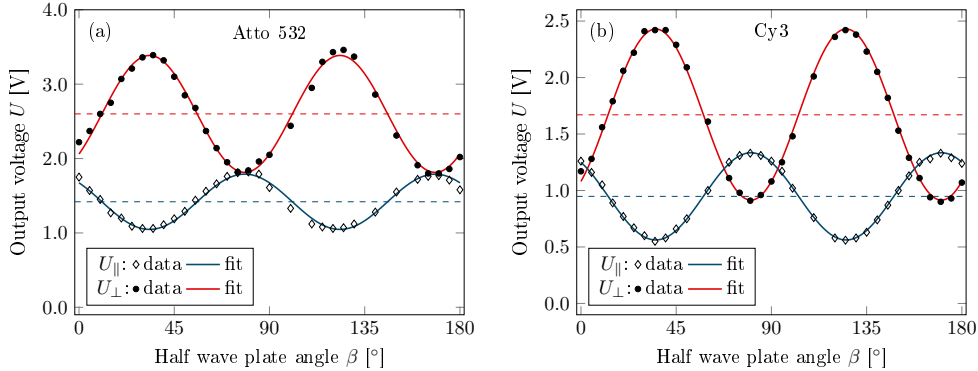 4.0
3.0
2.0
1.0
0.0
Output voltage U [V]
(a)
Atto 532
U∥: data fit
U⊥: data fit
0 45 90 135 180
Half wave plate angle β [°]
2.5
2.0
1.5
1.0
0.5
0.0
Output voltage U [V]
(b)
Cy3
U∥: data fit
U⊥: data fit
0 45 90 135 180
Half wave plate angle β [°]